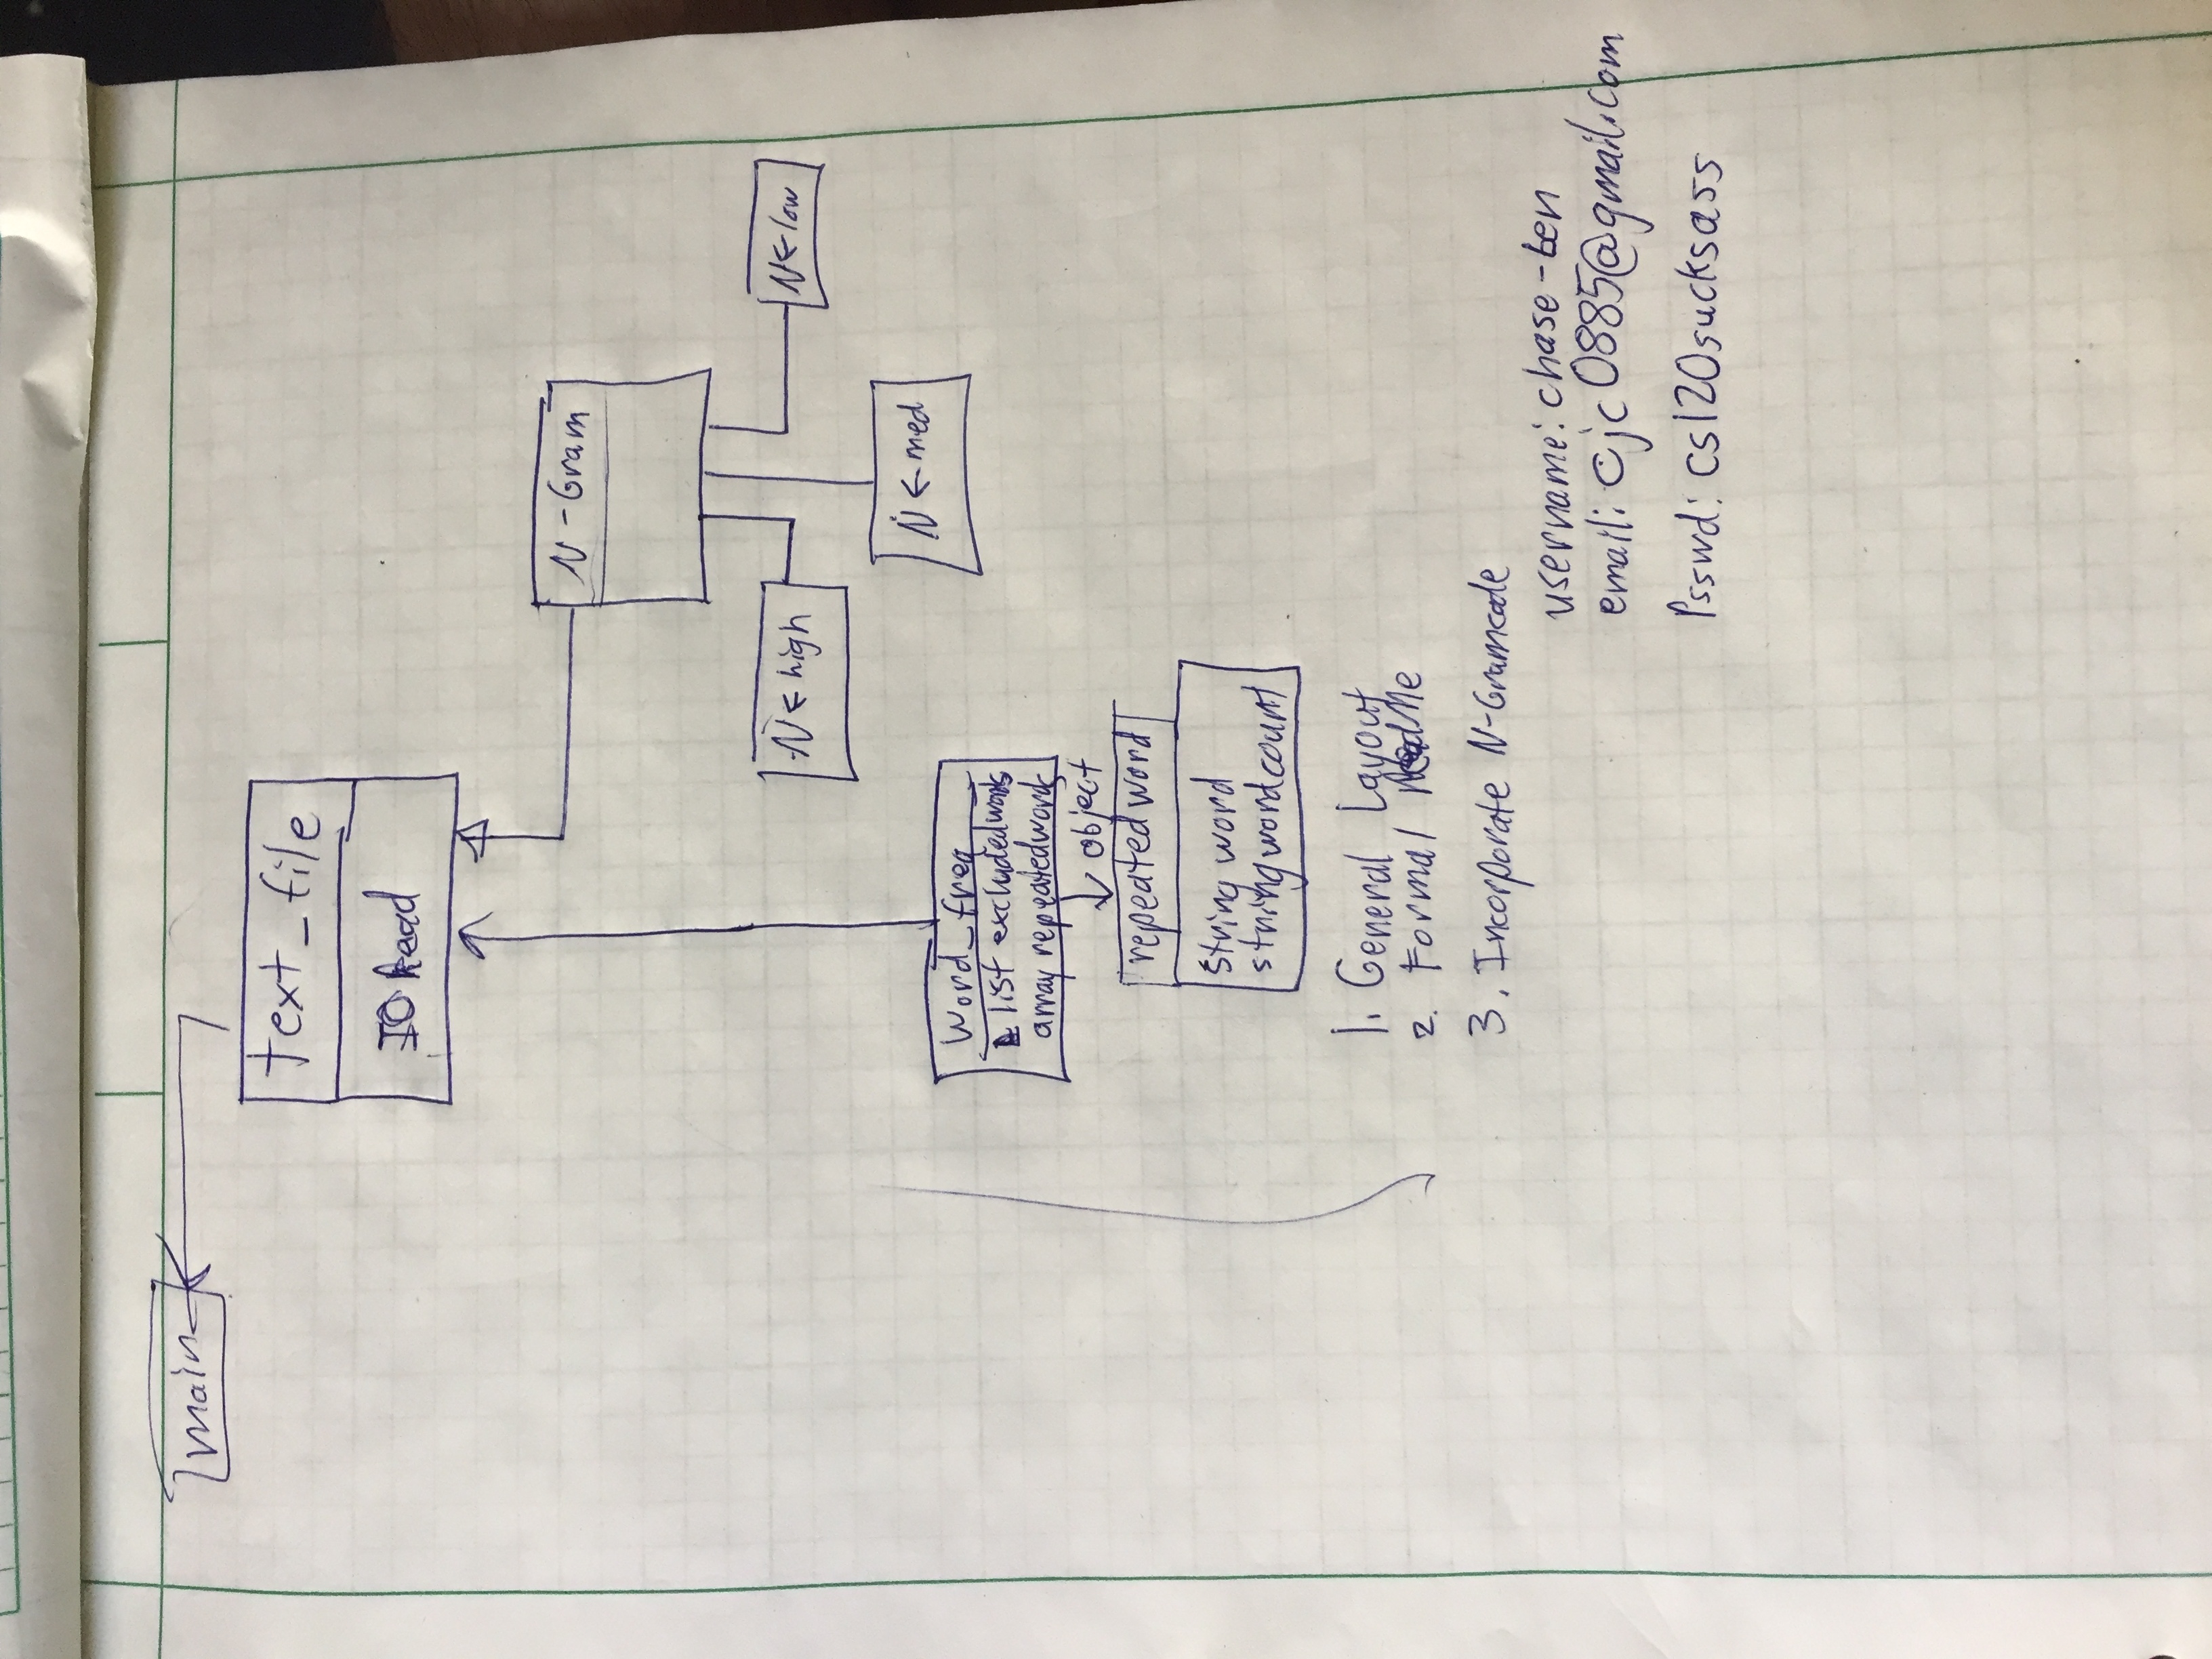 main
text_file
IO Read
N-Gram
N← high
N←low
N←med
Word_freq
list excludedwords
array repeatedwords
object
repeated word
string word
string wordcount
1. General Layout
2. Formal ReadMe
3. Incorporate N-Gramcode
username: chase-ben
email: cjc0885@gmail.com
Psswd: cs120sucksass